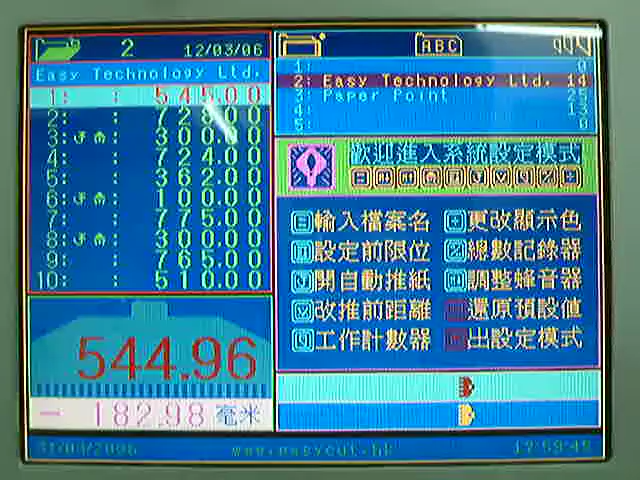 2 12/03/06
Easy Technology Ltd.
1: : 545.00
2: : 728.00
3: 300.00
4: : 724.00
5: : 362.00
6: 100.00
7: : 775.00
8: 300.00
9: : 765.00
10: : 510.00
544.96
- 182.98 毫米
ABC
1: 0
2: Easy Technology Ltd. 14
3: Paper Point 25
4: 13
5: 0
歡迎進入系統設定模式
輸入檔案名 更改顯示色
設定前限位 總數記錄器
開自動推紙 調整蜂音器
改推前距離 還原預設值
工作計數器 出設定模式
31/03/2006 www.easycut.hk 17:59:45